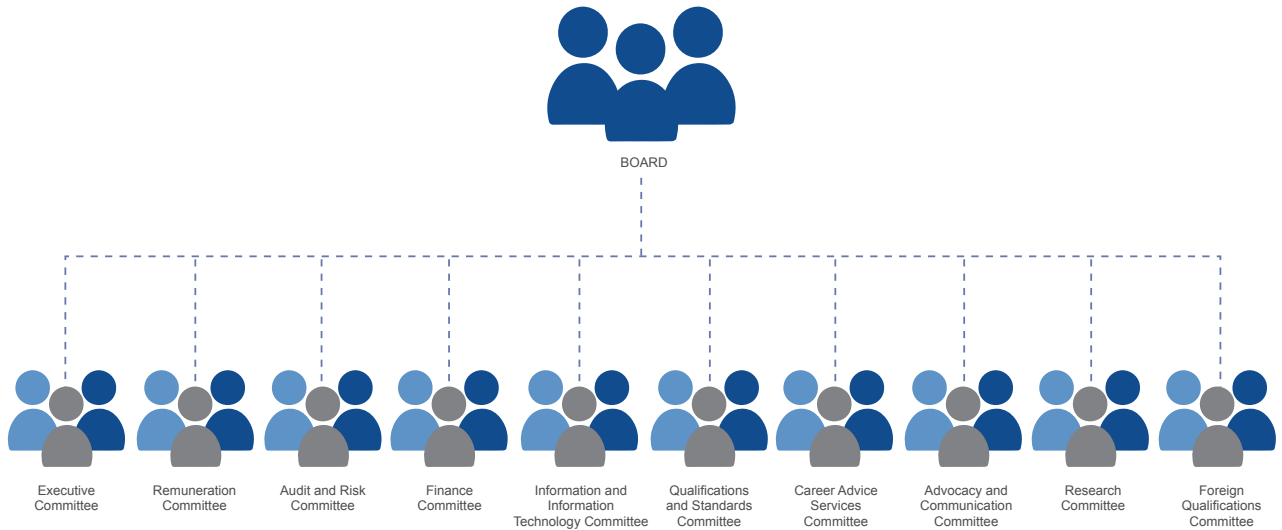 BOARD
Executive
Committee
Remuneration
Committee
Audit and Risk
Committee
Finance
Committee
Information and
Information
Technology Committee
Qualifications
and Standards
Committee
Career Advice
Services
Committee
Advocacy and
Communication
Committee
Research
Committee
Foreign
Qualifications
Committee